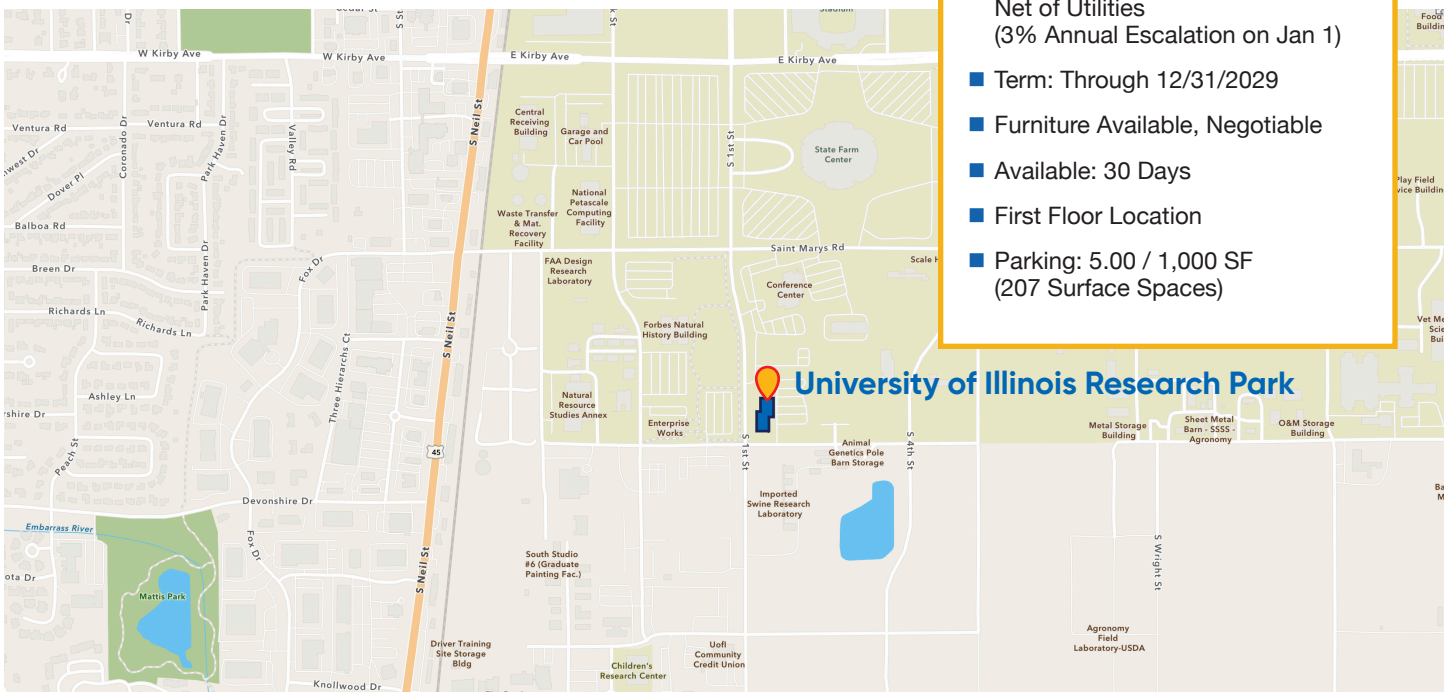 Net of Utilities
(3% Annual Escalation on Jan 1)
Term: Through 12/31/2029
Furniture Available, Negotiable
Available: 30 Days
First Floor Location
Parking: 5.00 / 1,000 SF
(207 Surface Spaces)
University of Illinois Research Park
W Kirby Ave
W Kirby Ave
E Kirby Ave
E Kirby Ave
Ventura Rd
Ventura Rd
Coronado Dr
Park Haven Dr
Valley Rd
S Neil St
Central
Receiving
Building
Garage and
Car Pool
State Farm
Center
S 1st St
Dover Pl
Balboa Rd
National
Petascale
Computing
Facility
Waste Transfer
& Mat.
Recovery
Facility
Saint Marys Rd
Breen Dr
Park Haven Dr
Fox Dr
FAA Design
Research
Laboratory
Conference
Center
Richards Ln
Richards Ln
S Neil St
Three Hierarchs Ct
Forbes Natural
History Building
Ashley Ln
Peach St
Natural
Resource
Studies Annex
Enterprise
Works
S 1st St
Animal
Genetics Pole
Barn Storage
S 4th St
Metal Storage
Building
Sheet Metal
Barn - SSSS -
Agronomy
O&M Storage
Building
45
Devonshire Dr
Imported
Swine Research
Laboratory
Embarrass River
Fox Dr
S Neil St
South Studio
#6 (Graduate
Painting Fac.)
S Wright St
Mattis Park
Driver Training
Site Storage
Bldg
UofI
Community
Credit Union
Children's
Research Center
Agronomy
Field
Laboratory-USDA
Knollwood Dr